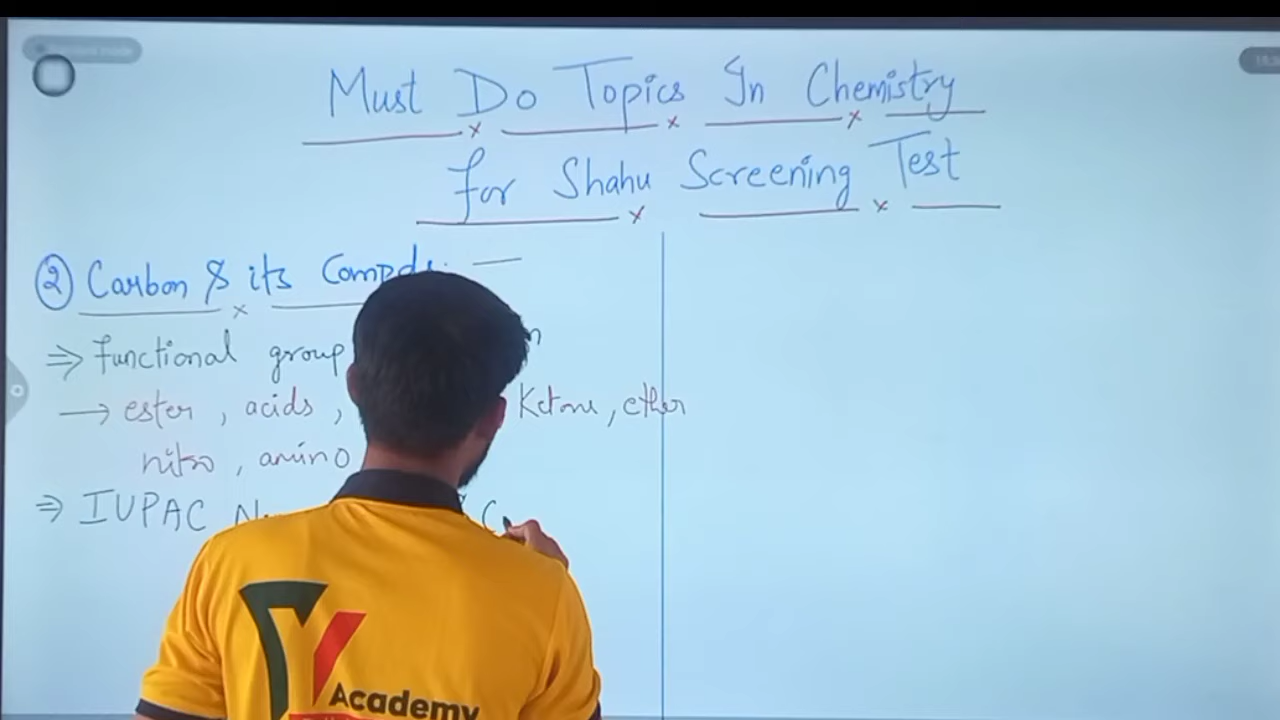 Must Do Topics In Chemistry
For Shahu Screening Test
② Carbon & its Compds. —
⇒ functional group
→ ester, acids, Ketone, ether
nitro, amino
⇒ IUPAC
Academy